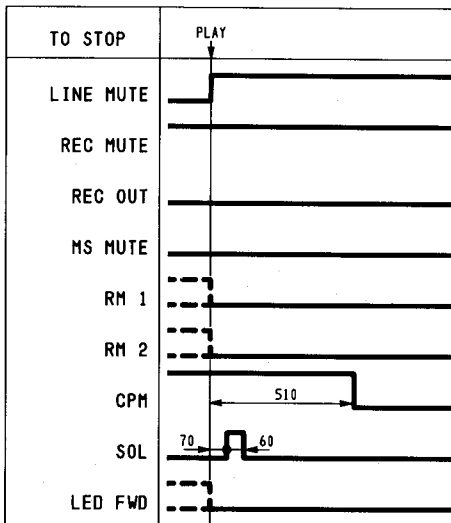 TO STOP
PLAY
LINE MUTE
REC MUTE
REC OUT
MS MUTE
RM 1
RM 2
CPM
510
SOL
70
60
LED FWD